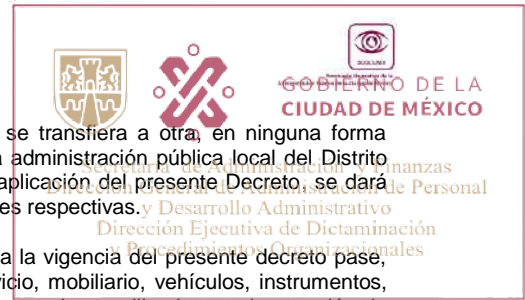 GOBIERNO DE LA
CIUDAD DE MÉXICO
se transfiera a otra, en ninguna forma
administración pública local del Distrito
Secretaría de Administración y Finanzas
aplicación del presente Decreto, se dará
Dirección General de Administración de Personal
es respectivas.
y Desarrollo Administrativo
Dirección Ejecutiva de Dictaminación
y Procedimientos Organizacionales
a la vigencia del presente decreto pase,
vicio, mobiliario, vehículos, instrumentos,